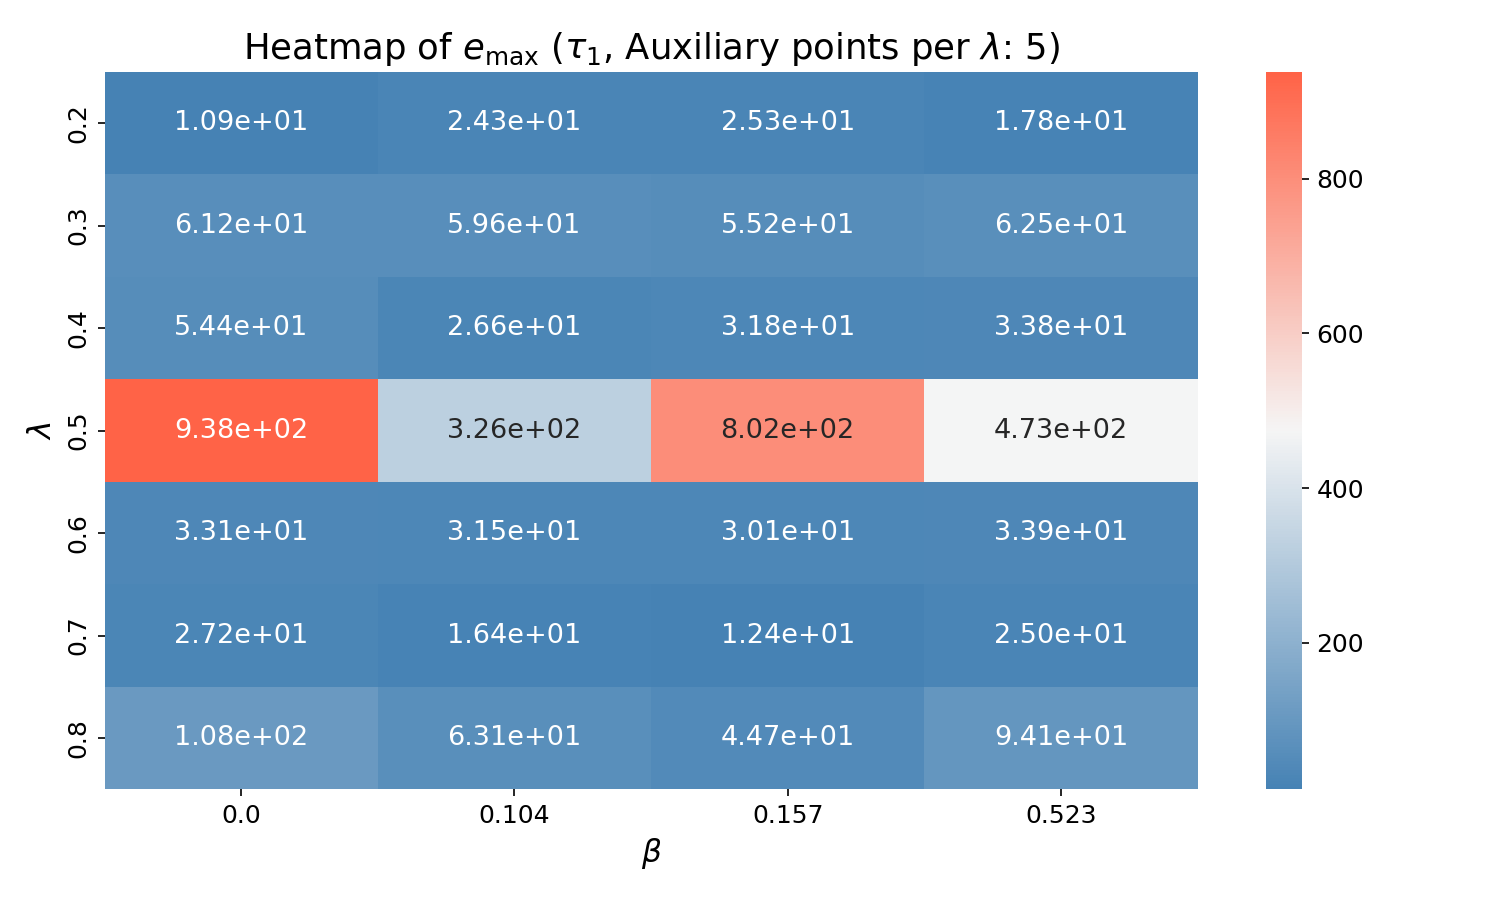 Heatmap of e_max (τ₁, Auxiliary points per λ: 5)
0.2 1.09e+01 2.43e+01 2.53e+01 1.78e+01
0.3 6.12e+01 5.96e+01 5.52e+01 6.25e+01
0.4 5.44e+01 2.66e+01 3.18e+01 3.38e+01
0.5 9.38e+02 3.26e+02 8.02e+02 4.73e+02
0.6 3.31e+01 3.15e+01 3.01e+01 3.39e+01
0.7 2.72e+01 1.64e+01 1.24e+01 2.50e+01
0.8 1.08e+02 6.31e+01 4.47e+01 9.41e+01
λ
0.0 0.104 0.157 0.523
β
800
600
400
200